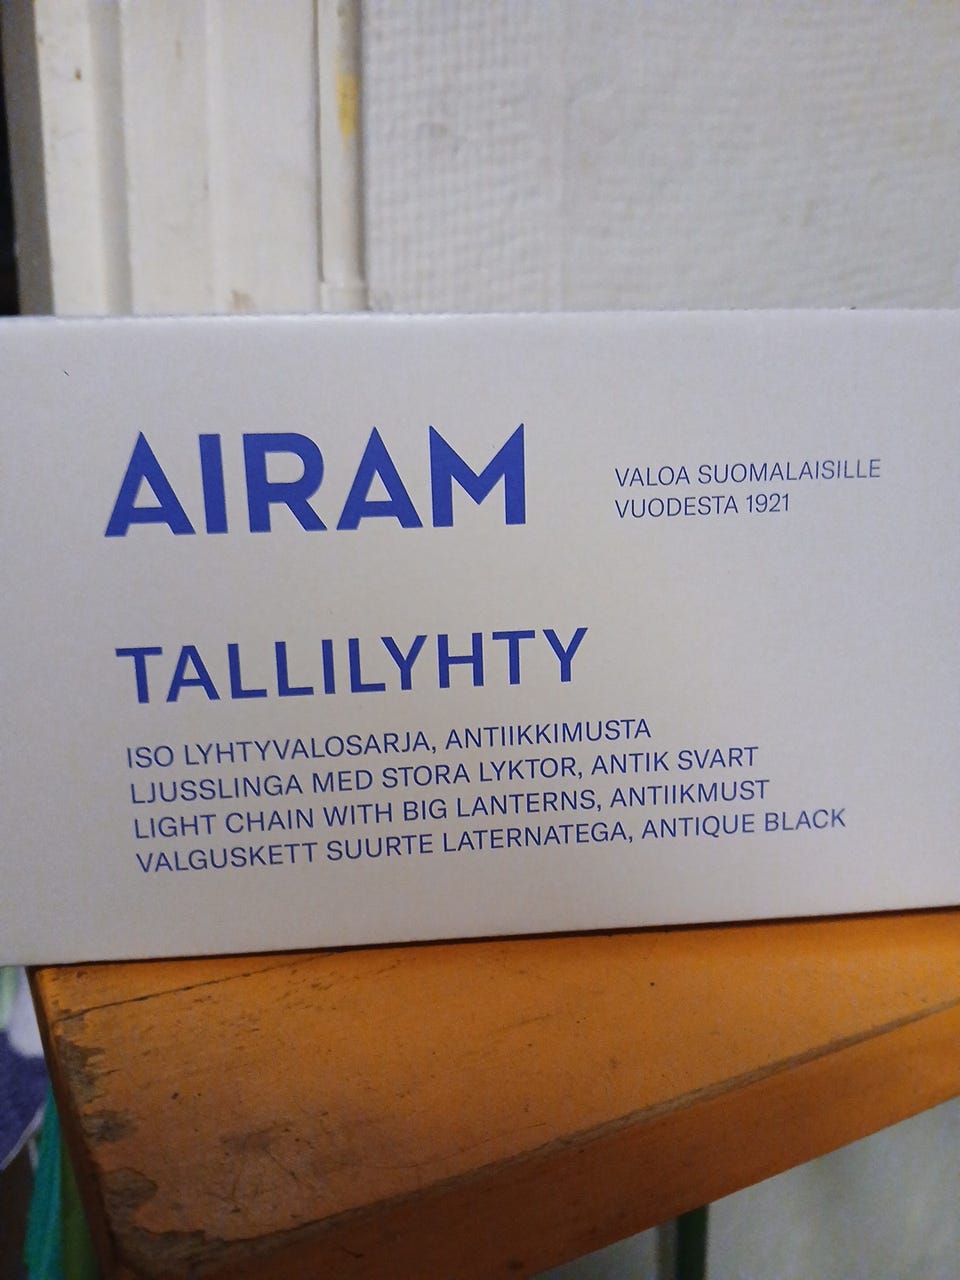 AIRAM
VALOA SUOMALAISILLE
VUODESTA 1921
TALLILYHTY
ISO LYHTYVALOSARJA, ANTIIKKIMUSTA
LJUSSLINGA MED STORA LYKTOR, ANTIK SVART
LIGHT CHAIN WITH BIG LANTERNS, ANTIIKMUST
VALGUSKETT SUURTE LATERNATEGA, ANTIQUE BLACK